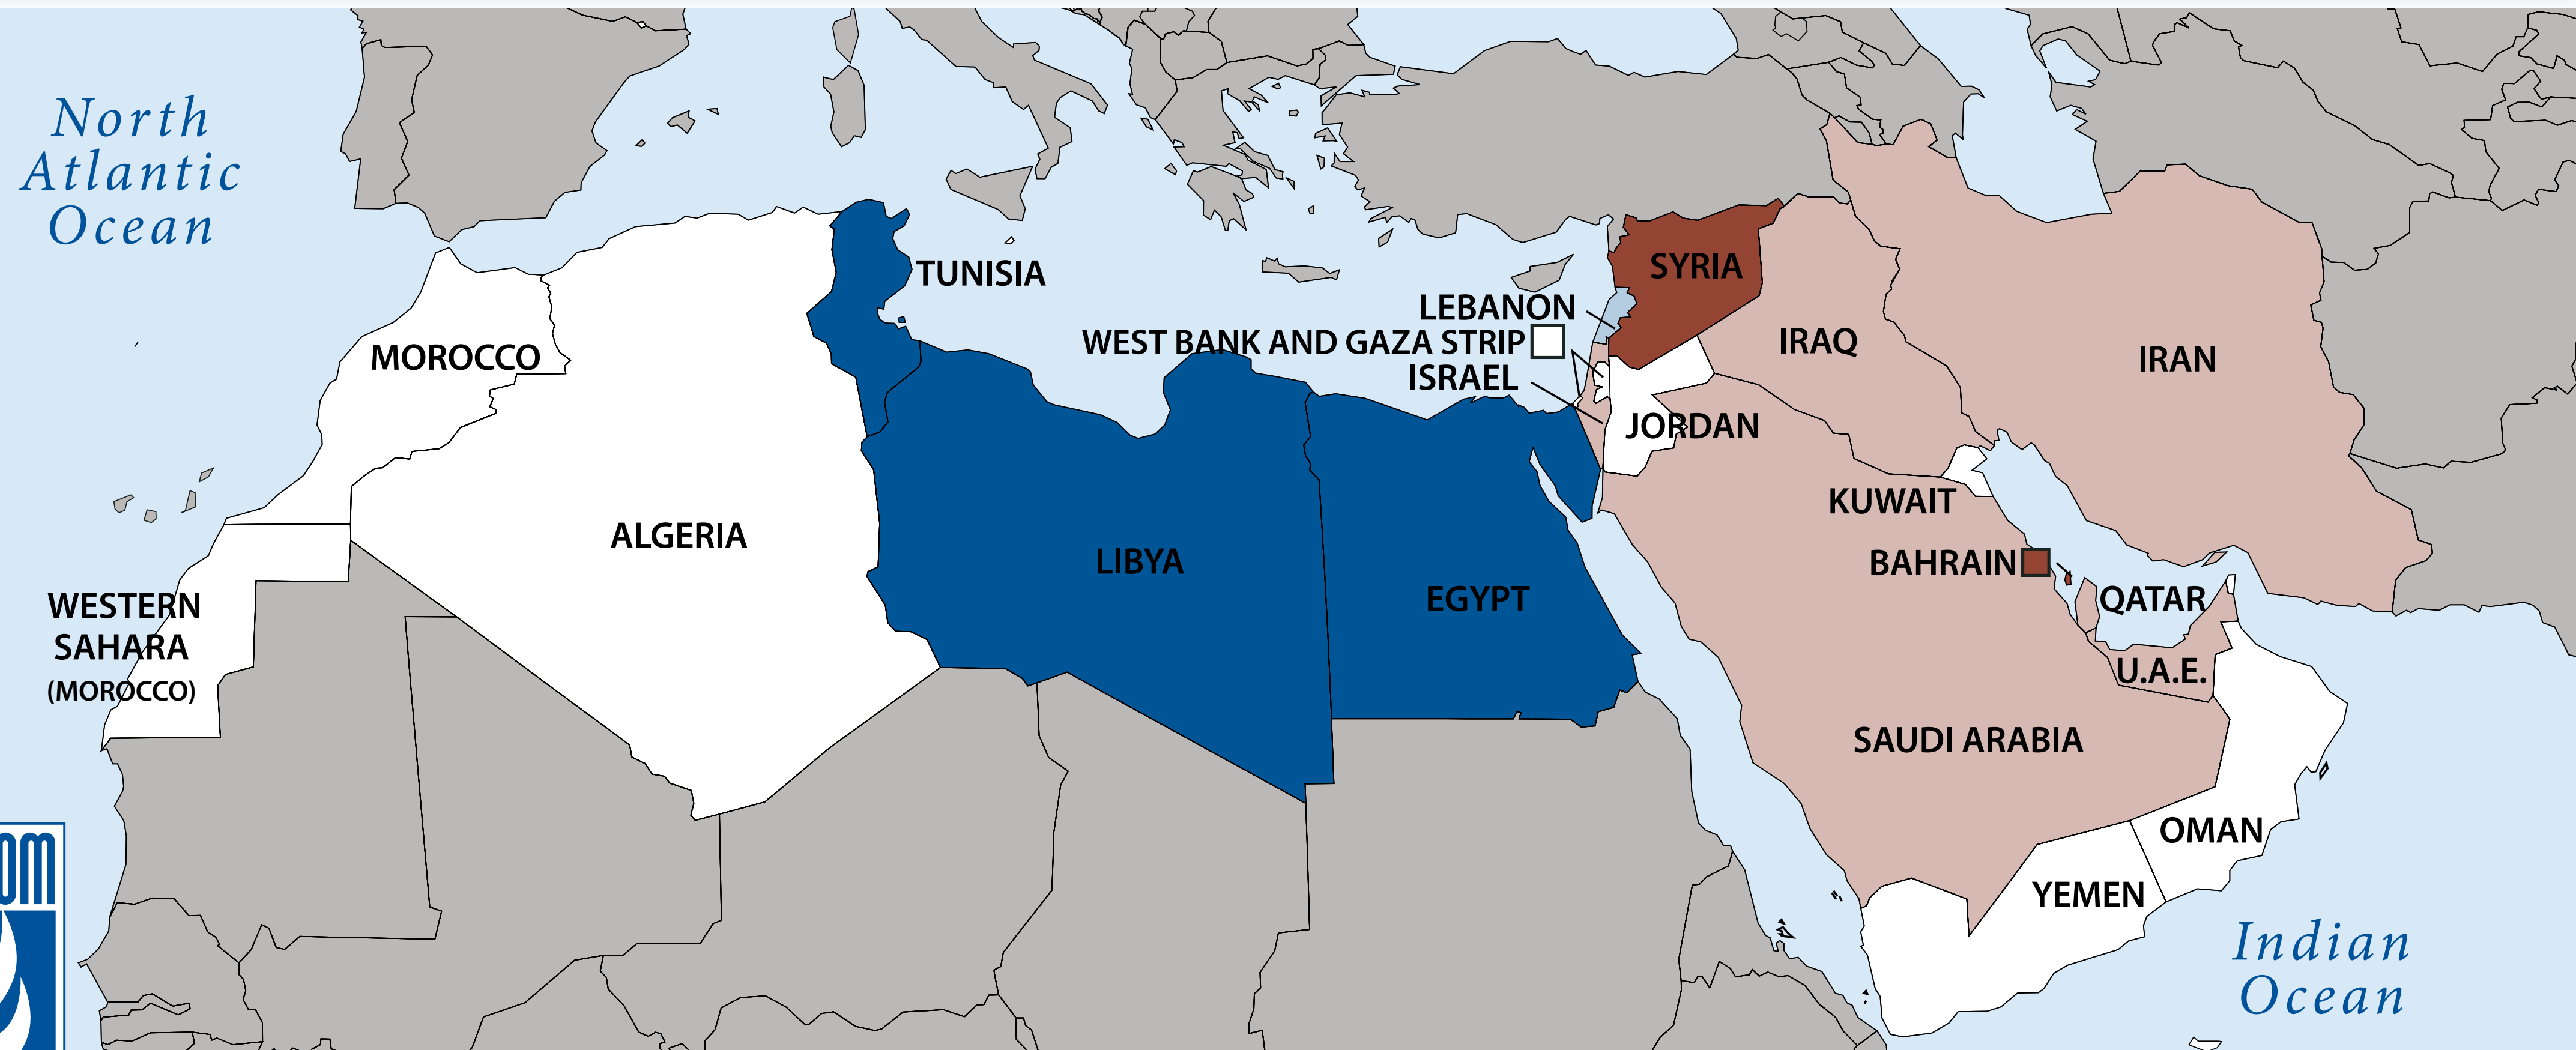 North
Atlantic
Ocean
TUNISIA
SYRIA
LEBANON
WEST BANK AND GAZA STRIP
ISRAEL
IRAQ
IRAN
MOROCCO
JORDAN
KUWAIT
ALGERIA
LIBYA
EGYPT
BAHRAIN
QATAR
WESTERN
SAHARA
(MOROCCO)
U.A.E.
SAUDI ARABIA
OMAN
YEMEN
Indian
Ocean